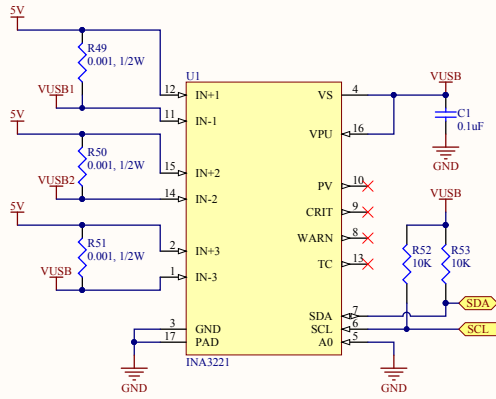 5V
R49
0.001, 1/2W
VUSB1
5V
R50
0.001, 1/2W
VUSB2
5V
R51
0.001, 1/2W
VUSB
U1
12 IN+1
11 IN-1
15 IN+2
14 IN-2
2 IN+3
1 IN-3
3 GND
17 PAD
INA3221
GND
VS 4
VPU 16
PV 10
CRIT 9
WARN 8
TC 13
SDA 7
SCL 6
A0 5
VUSB
C1
0.1uF
GND
VUSB
R52
10K
R53
10K
SDA
SCL
GND